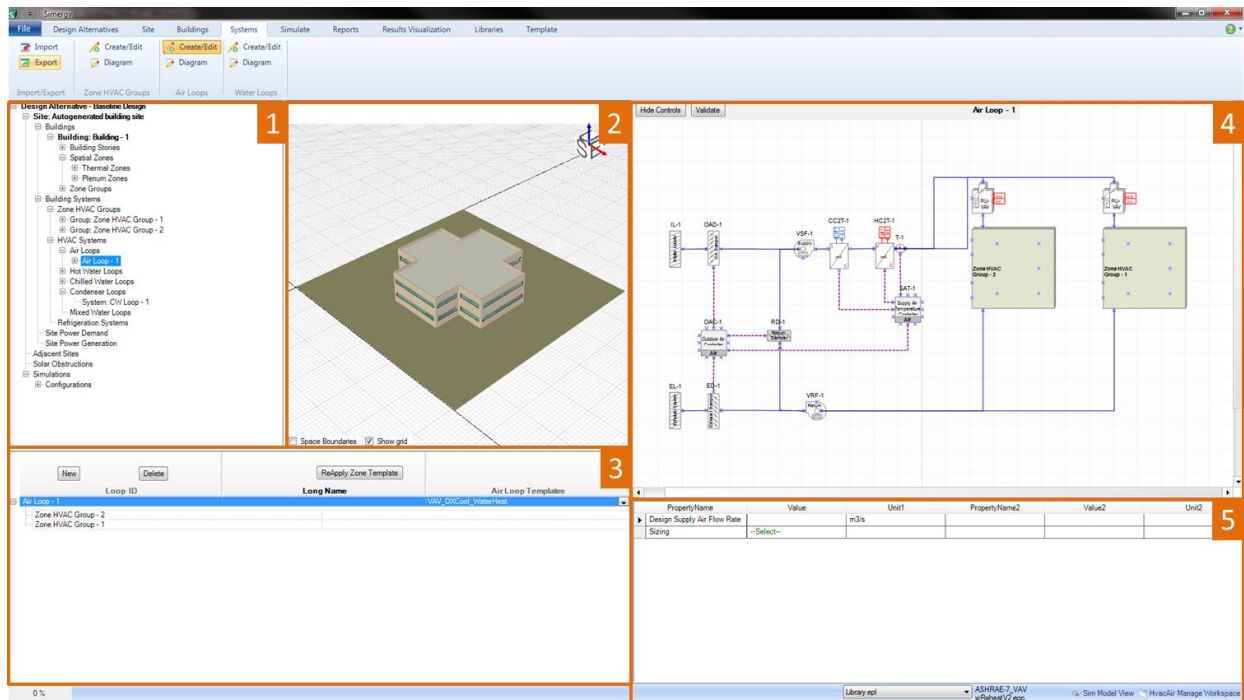 Simergy
File Design Alternatives Site Buildings Systems Simulate Reports Results Visualization Libraries Template
Import Create/Edit Create/Edit Create/Edit
Export Diagram Diagram Diagram
Import/Export Zone HVAC Groups Air Loops Water Loops
1
Design Alternative - Baseline Design
Site: Autogenerated building site
Buildings
Building: Building - 1
Building Stories
Spatial Zones
Thermal Zones
Plenum Zones
Zone Groups
Building Systems
Zone HVAC Groups
Group: Zone HVAC Group - 1
Group: Zone HVAC Group - 2
HVAC Systems
Air Loops
Air Loop - 1
Hot Water Loops
Chilled Water Loops
Condenser Loops
System: CW Loop - 1
Mixed Water Loops
Refrigeration Systems
Site Power Demand
Site Power Generation
Adjacent Sites
Solar Obstructions
Simulations
Configurations
2
Space Boundaries Show grid
4
Hide Controls Validate Air Loop - 1
IL-1 OAD-1 VSF-1 CC2T-1 HC2T-1 T-1
Supply
Zone HVAC
Group - 2
Zone HVAC
Group - 1
SAT-1
Supply Air
Temperature
Air
OAC-1 RD-1
Outdoor Air
Air
EL-1 ED-1 VRF-1
Return
3
New Delete ReApply Zone Template
Loop ID Long Name Air Loop Templates
Air Loop - 1 VAV_DXCool_WaterHeat
Zone HVAC Group - 2
Zone HVAC Group - 1
5
PropertyName Value Unit1 PropertyName2 Value2 Unit2
Design Supply Air Flow Rate m3/s
Sizing --Select--
0 % Library.epl ASHRAE-7_VAV
wReheatV2.epp Sim Model View HvacAir Manage Workspace